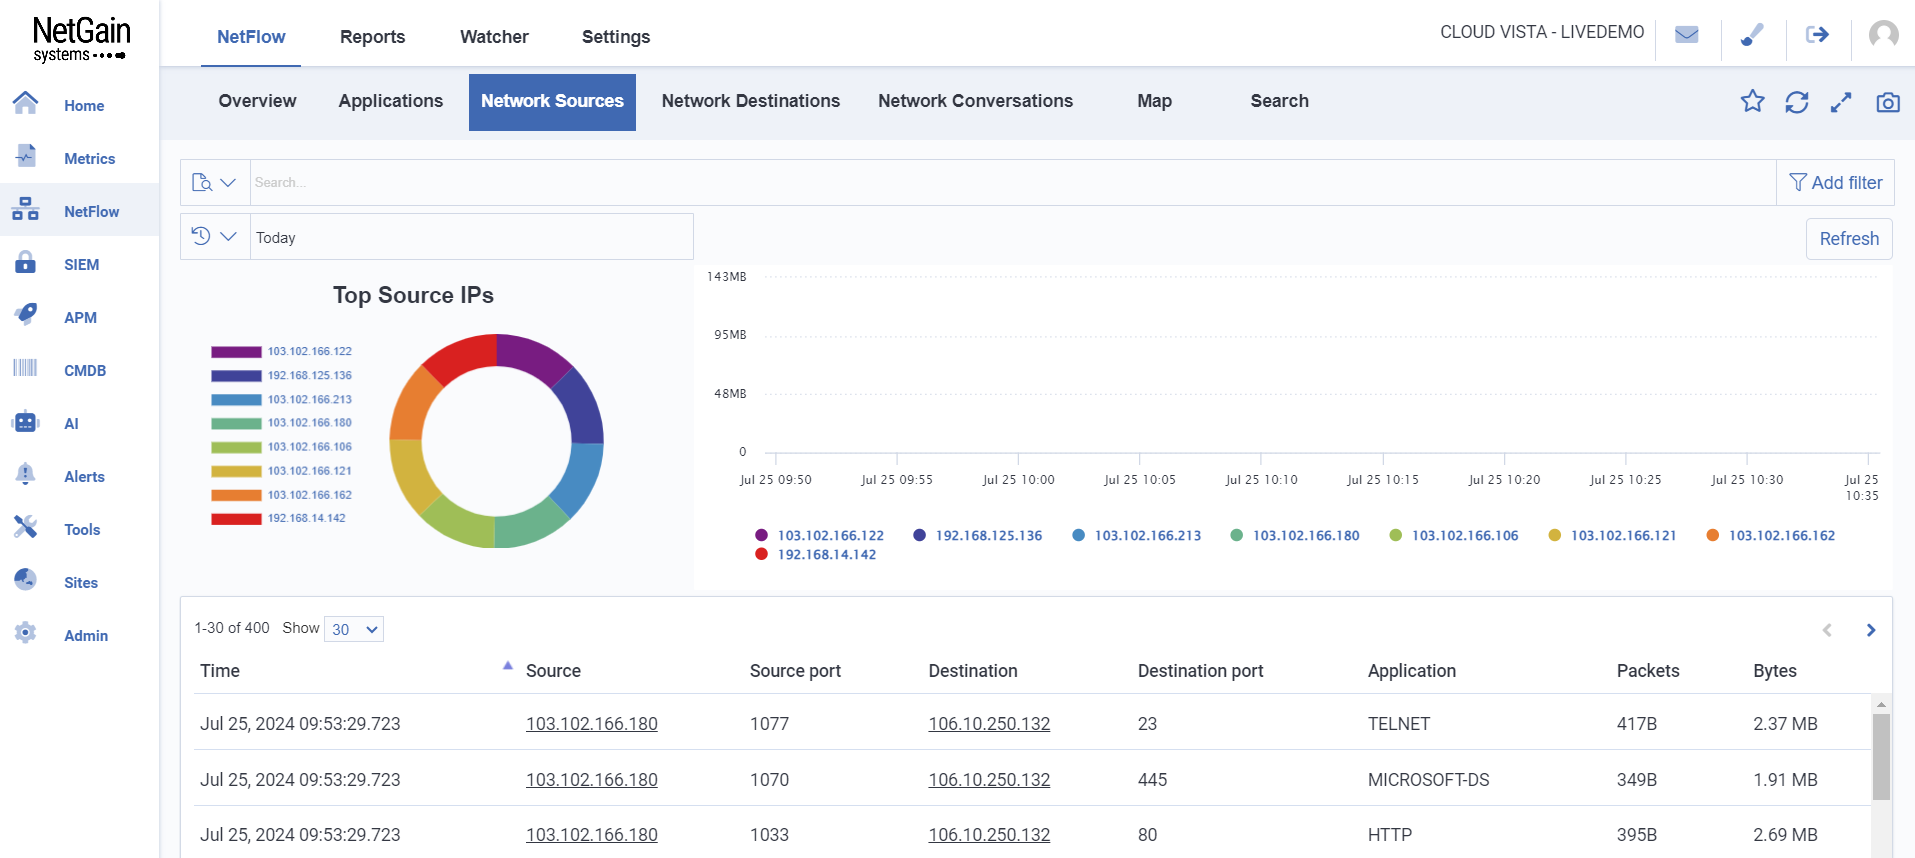 NetGain
systems
NetFlow Reports Watcher Settings
CLOUD VISTA - LIVEDEMO
Home
Metrics
NetFlow
SIEM
APM
CMDB
AI
Alerts
Tools
Sites
Admin
Overview Applications Network Sources Network Destinations Network Conversations Map Search
Search...
Add filter
Today
Refresh
Top Source IPs
103.102.166.122
192.168.125.136
103.102.166.213
103.102.166.180
103.102.166.106
103.102.166.121
103.102.166.162
192.168.14.142
143MB
95MB
48MB
0
Jul 25 09:50 Jul 25 09:55 Jul 25 10:00 Jul 25 10:05 Jul 25 10:10 Jul 25 10:15 Jul 25 10:20 Jul 25 10:25 Jul 25 10:30 Jul 25
10:35
103.102.166.122 192.168.125.136 103.102.166.213 103.102.166.180 103.102.166.106 103.102.166.121 103.102.166.162
192.168.14.142
1-30 of 400 Show 30
Time Source Source port Destination Destination port Application Packets Bytes
Jul 25, 2024 09:53:29.723 103.102.166.180 1077 106.10.250.132 23 TELNET 417B 2.37 MB
Jul 25, 2024 09:53:29.723 103.102.166.180 1070 106.10.250.132 445 MICROSOFT-DS 349B 1.91 MB
Jul 25, 2024 09:53:29.723 103.102.166.180 1033 106.10.250.132 80 HTTP 395B 2.69 MB